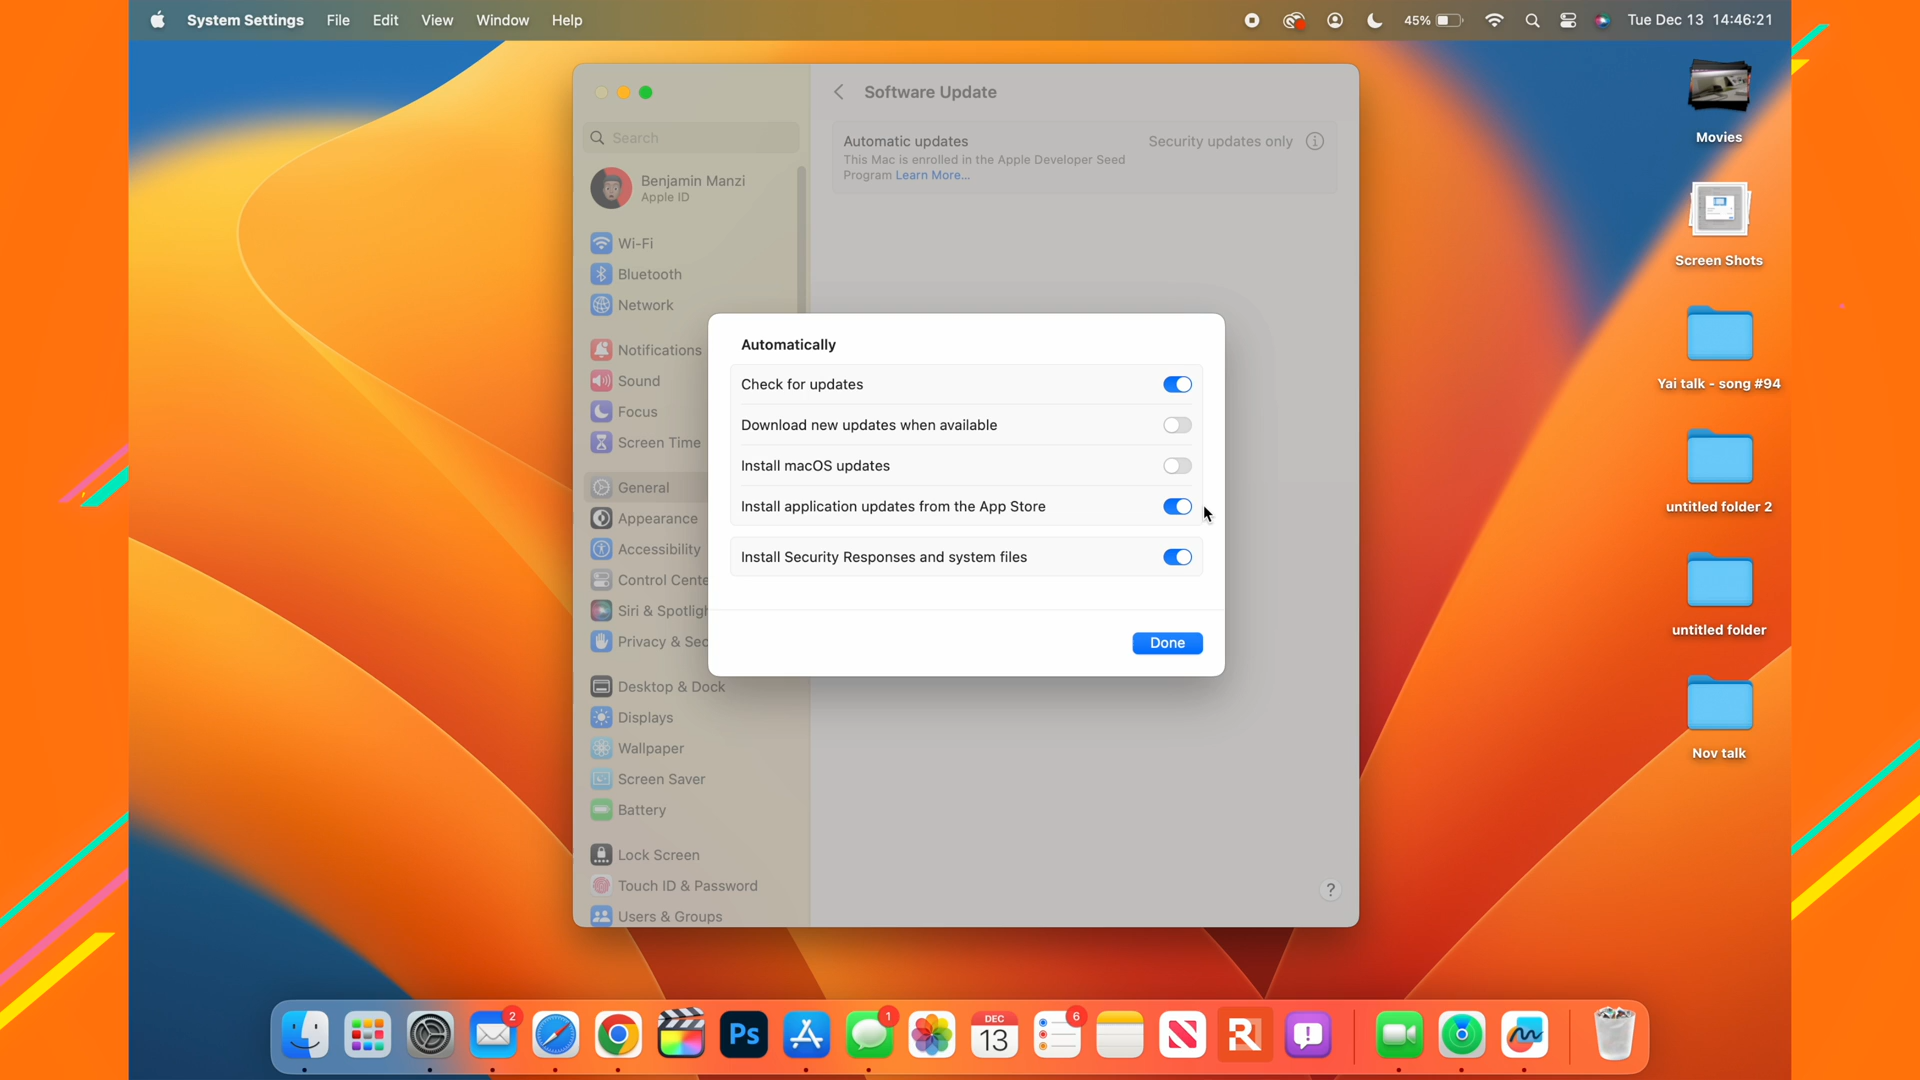 System Settings File Edit View Window Help 45% Tue Dec 13 14:46:21
Software Update
Search
Automatic updates Security updates only
This Mac is enrolled in the Apple Developer Seed
Program Learn More...
Benjamin Manzi
Apple ID
Wi-Fi
Bluetooth
Network
Notifications
Sound
Focus
Screen Time
General
Appearance
Accessibility
Control Cente
Siri & Spotligh
Privacy & Sec
Desktop & Dock
Displays
Wallpaper
Screen Saver
Battery
Lock Screen
Touch ID & Password
Users & Groups
Automatically
Check for updates
Download new updates when available
Install macOS updates
Install application updates from the App Store
Install Security Responses and system files
Done
?
Movies
Screen Shots
Yai talk - song #94
untitled folder 2
untitled folder
Nov talk
2
Ps
1
DEC
13
6